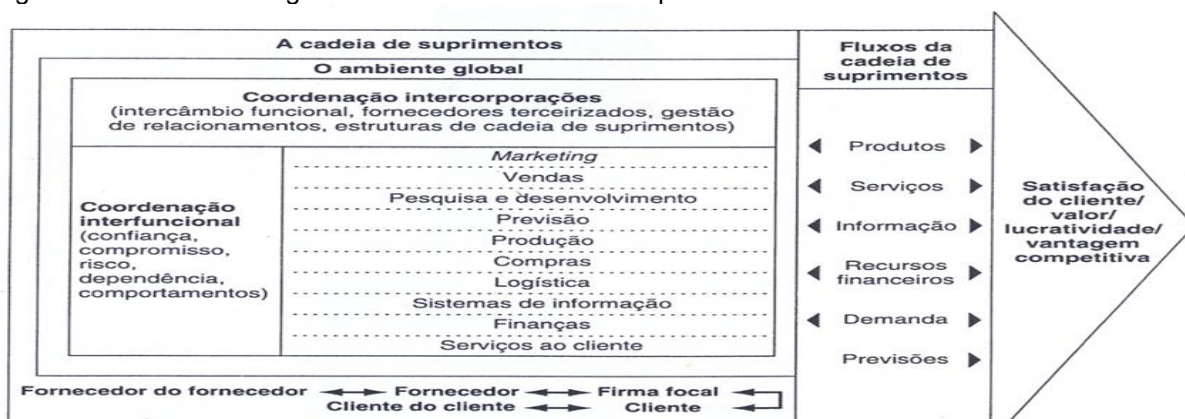 A cadeia de suprimentos
O ambiente global
Coordenação intercorporações
(intercâmbio funcional, fornecedores terceirizados, gestão
de relacionamentos, estruturas de cadeia de suprimentos)
Coordenação
interfuncional
(confiança,
compromisso,
risco,
dependência,
comportamentos)
Marketing
Vendas
Pesquisa e desenvolvimento
Previsão
Produção
Compras
Logística
Sistemas de informação
Finanças
Serviços ao cliente
Fornecedor do fornecedor Fornecedor Firma focal
Cliente do cliente Cliente
Fluxos da
cadeia de
suprimentos
Produtos
Serviços
Informação
Recursos
financeiros
Demanda
Previsões
Satisfação
do cliente/
valor/
lucratividade/
vantagem
competitiva